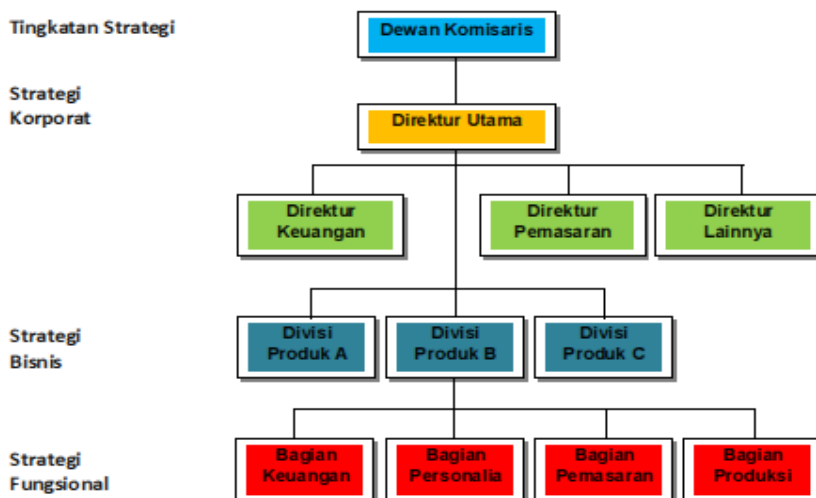 Tingkatan Strategi
Dewan Komisaris
Strategi
Korporat
Direktur Utama
Direktur
Keuangan
Direktur
Pemasaran
Direktur
Lainnya
Strategi
Bisnis
Divisi
Produk A
Divisi
Produk B
Divisi
Produk C
Strategi
Fungsional
Bagian
Keuangan
Bagian
Personalia
Bagian
Pemasaran
Bagian
Produksi